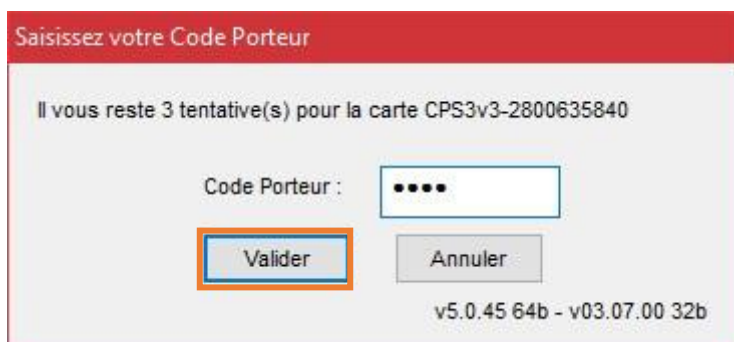 Saisissez votre Code Porteur
Il vous reste 3 tentative(s) pour la carte CPS3v3-2800635840
Code Porteur : ••••
Valider Annuler
v5.0.45 64b - v03.07.00 32b